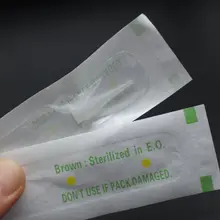 Brown : Sterilized in E.O.
DON'T USE IF PACK DAMAGED.